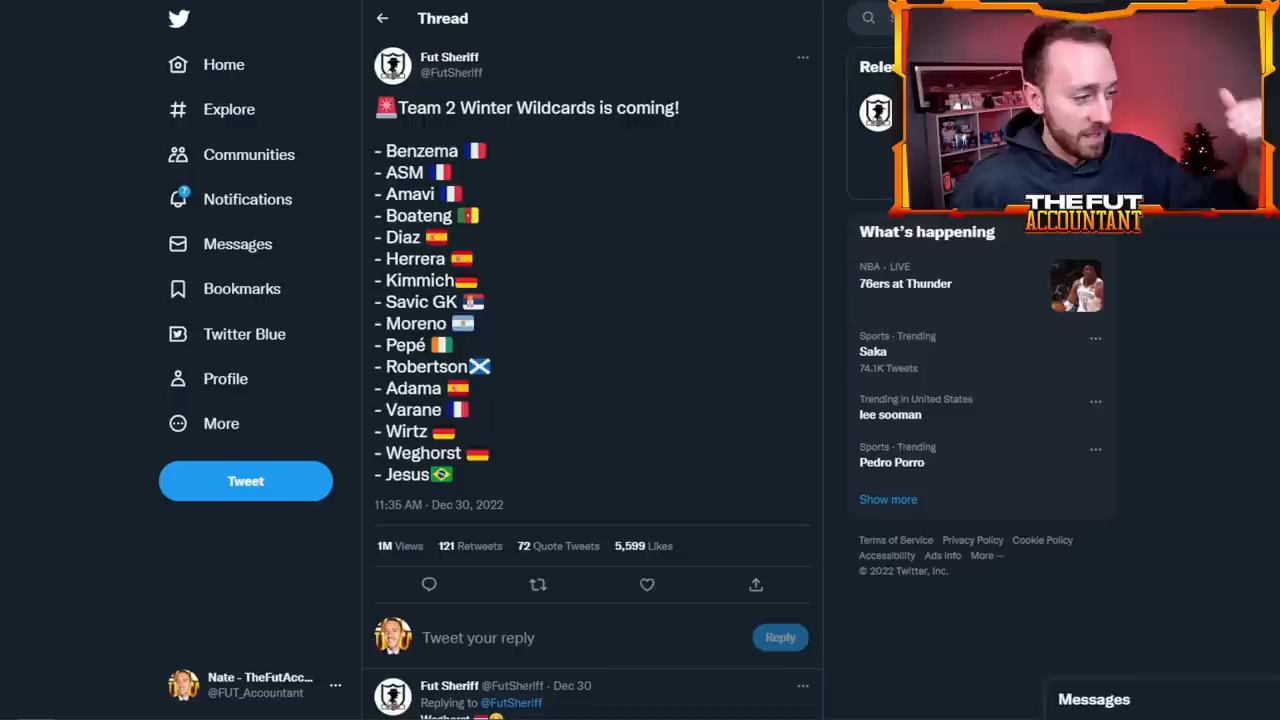 Home
Explore
Communities
7
Notifications
Messages
Bookmarks
Twitter Blue
Profile
More
Tweet
Nate - TheFutAcc...
@FUT_Accountant
Thread
Fut Sheriff
@FutSheriff
🚨Team 2 Winter Wildcards is coming!
- Benzema 🇫🇷
- ASM 🇫🇷
- Amavi 🇫🇷
- Boateng 🇨🇲
- Diaz 🇪🇸
- Herrera 🇪🇸
- Kimmich🇩🇪
- Savic GK 🇷🇸
- Moreno 🇦🇷
- Pepé 🇨🇮
- Robertson🏴󠁧󠁢󠁳󠁣󠁴󠁿
- Adama 🇪🇸
- Varane 🇫🇷
- Wirtz 🇩🇪
- Weghorst 🇩🇪
- Jesus🇧🇷
11:35 AM · Dec 30, 2022
1M Views 121 Retweets 72 Quote Tweets 5,599 Likes
Tweet your reply
Reply
Fut Sheriff @FutSheriff · Dec 30
Replying to @FutSheriff
Weghorst
THE FUT
ACCOUNTANT
What's happening
NBA · LIVE
76ers at Thunder
Sports · Trending
Saka
74.1K Tweets
Trending in United States
lee sooman
Sports · Trending
Pedro Porro
Show more
Terms of Service Privacy Policy Cookie Policy
Accessibility Ads info More ···
© 2022 Twitter, Inc.
Messages